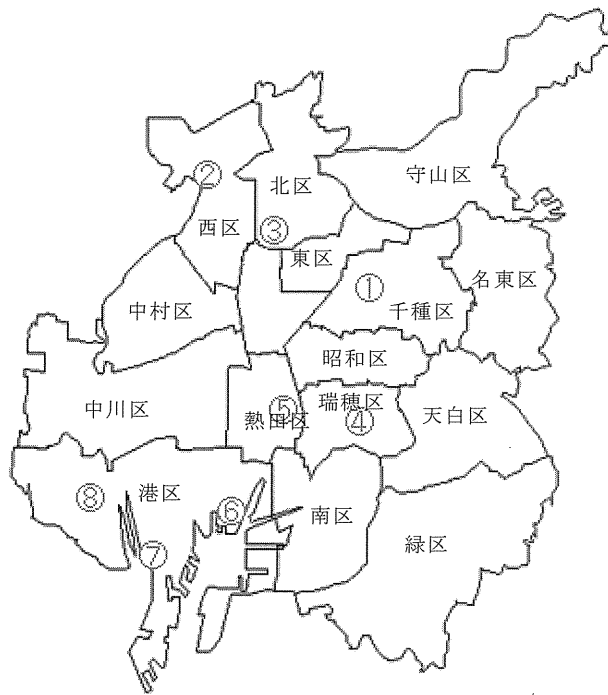 守山区
②
北区
西区
③
東区
名東区
①
千種区
中村区
昭和区
瑞穂区
中川区
⑤
熱田区
④
天白区
⑧
港区
⑥
南区
緑区
⑦